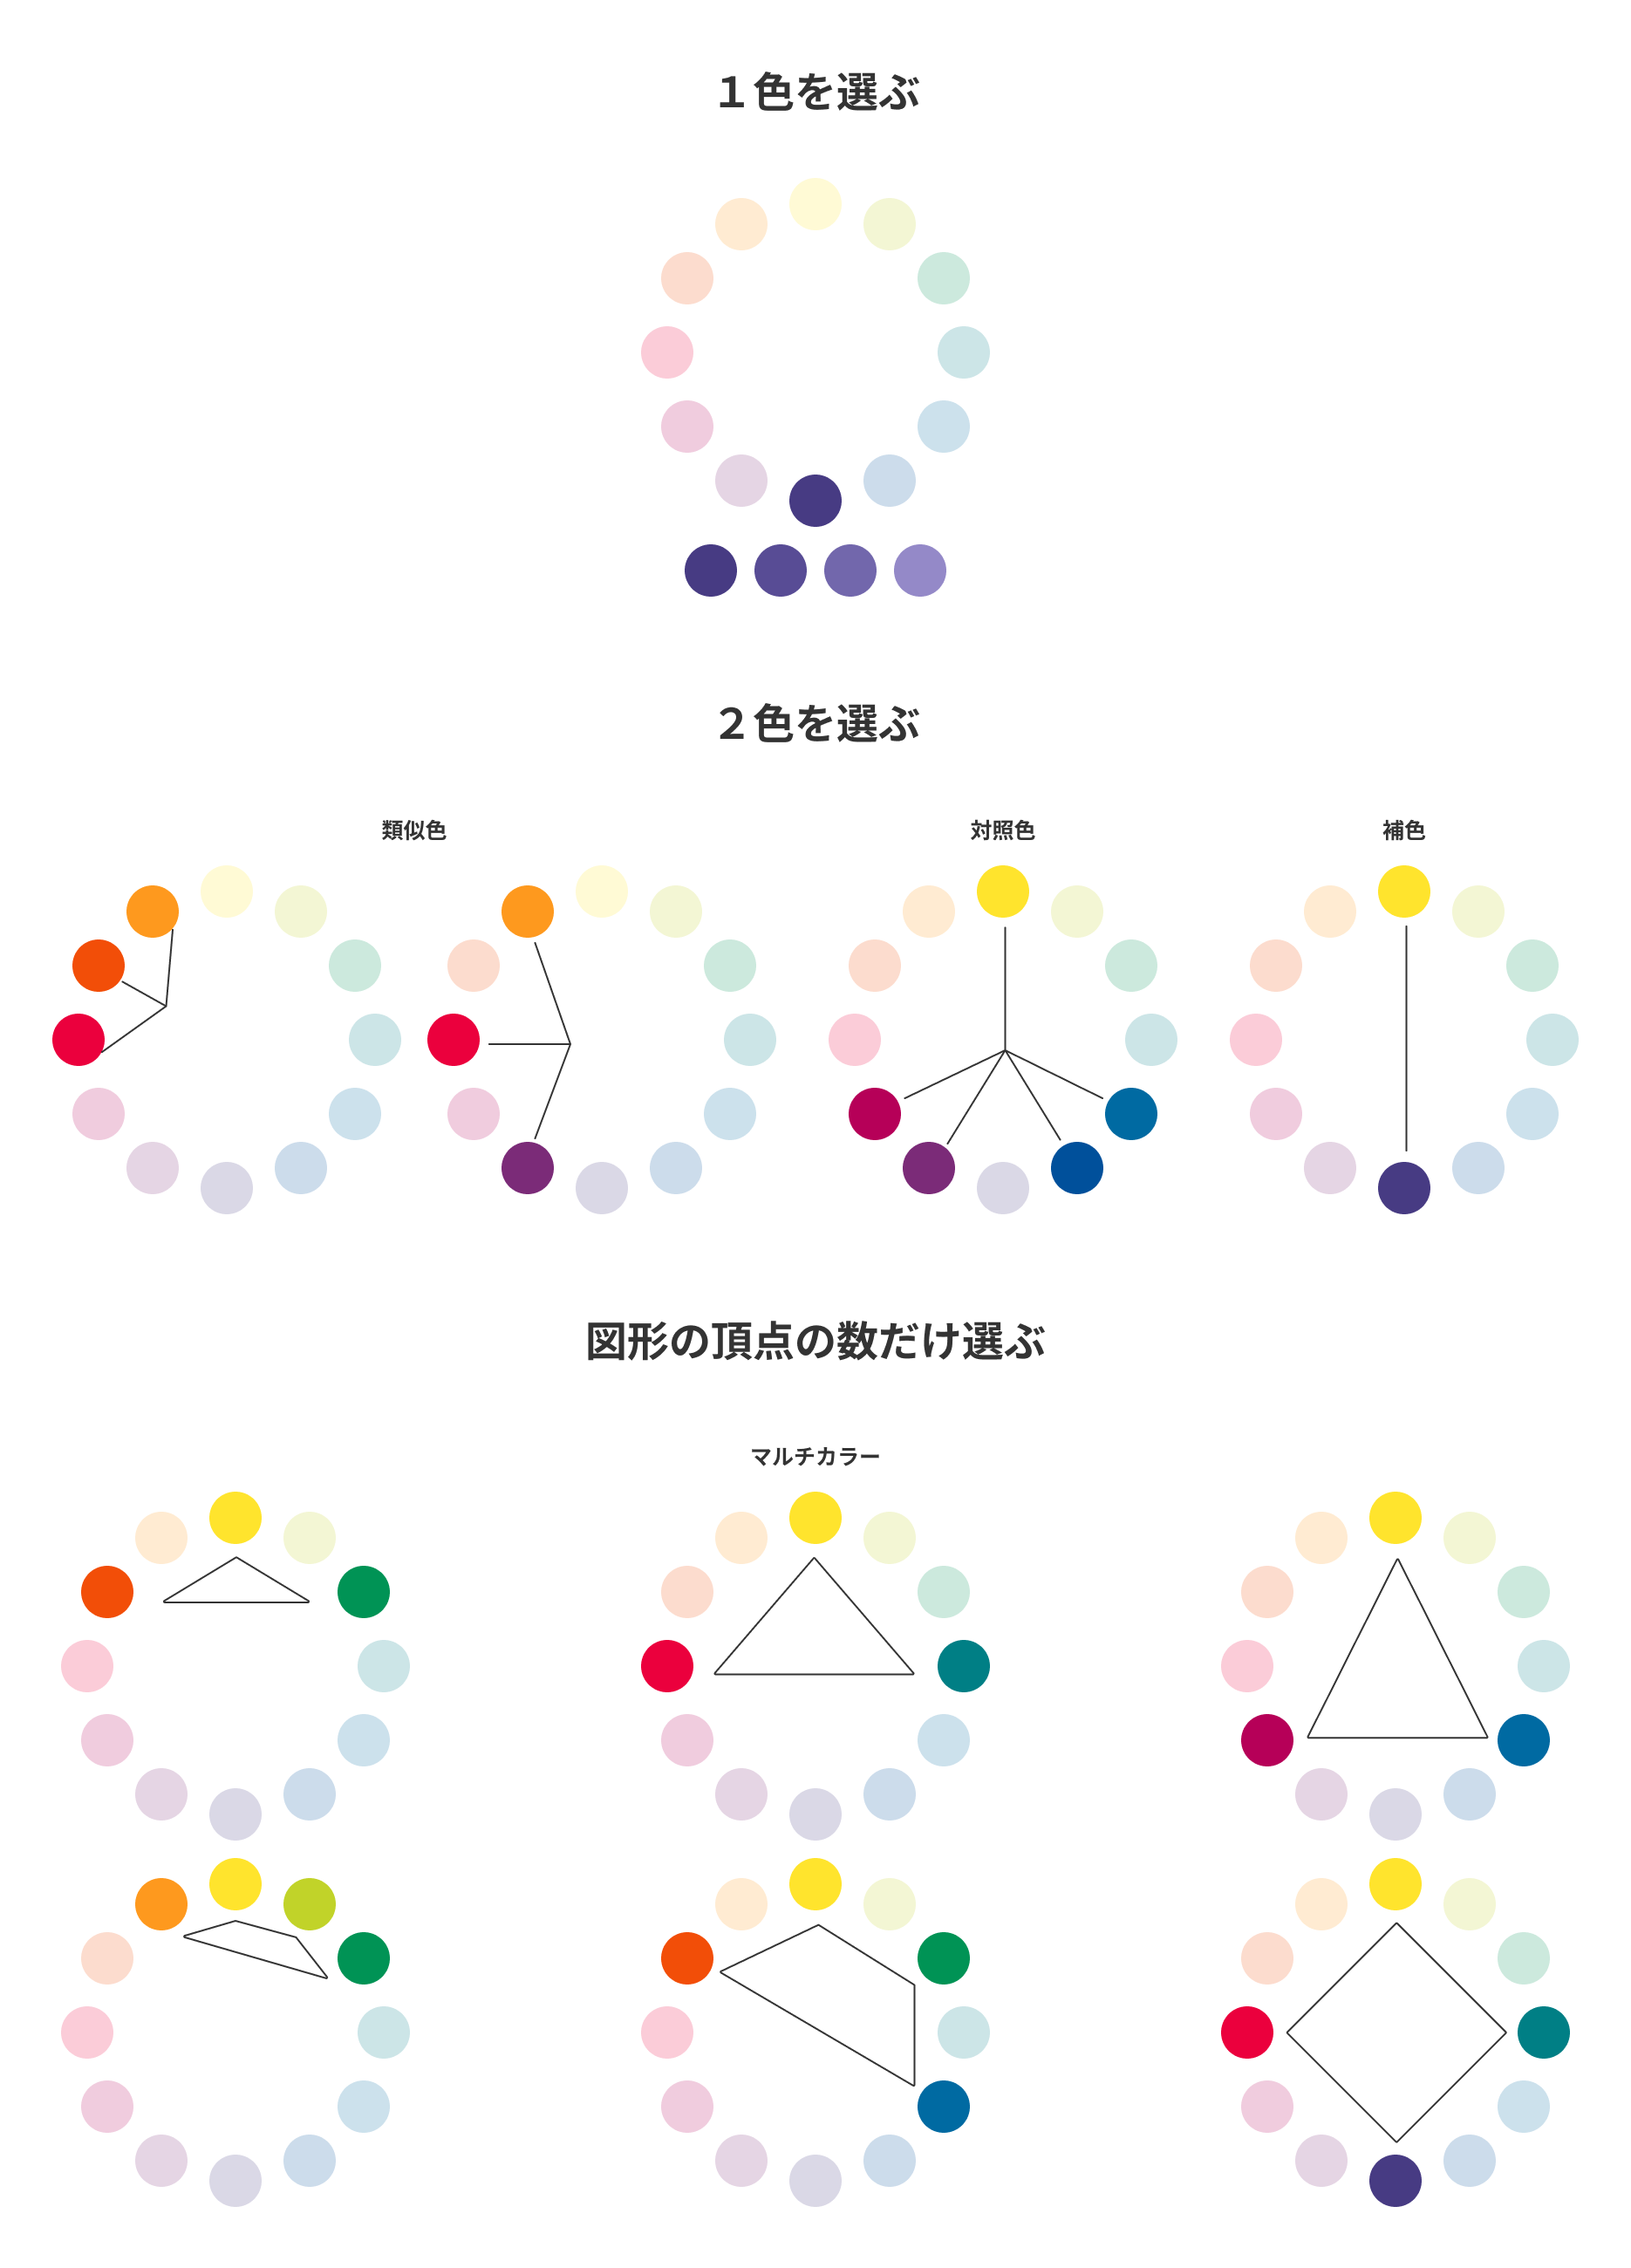 １色を選ぶ
２色を選ぶ
類似色
対照色
補色
図形の頂点の数だけ選ぶ
マルチカラー